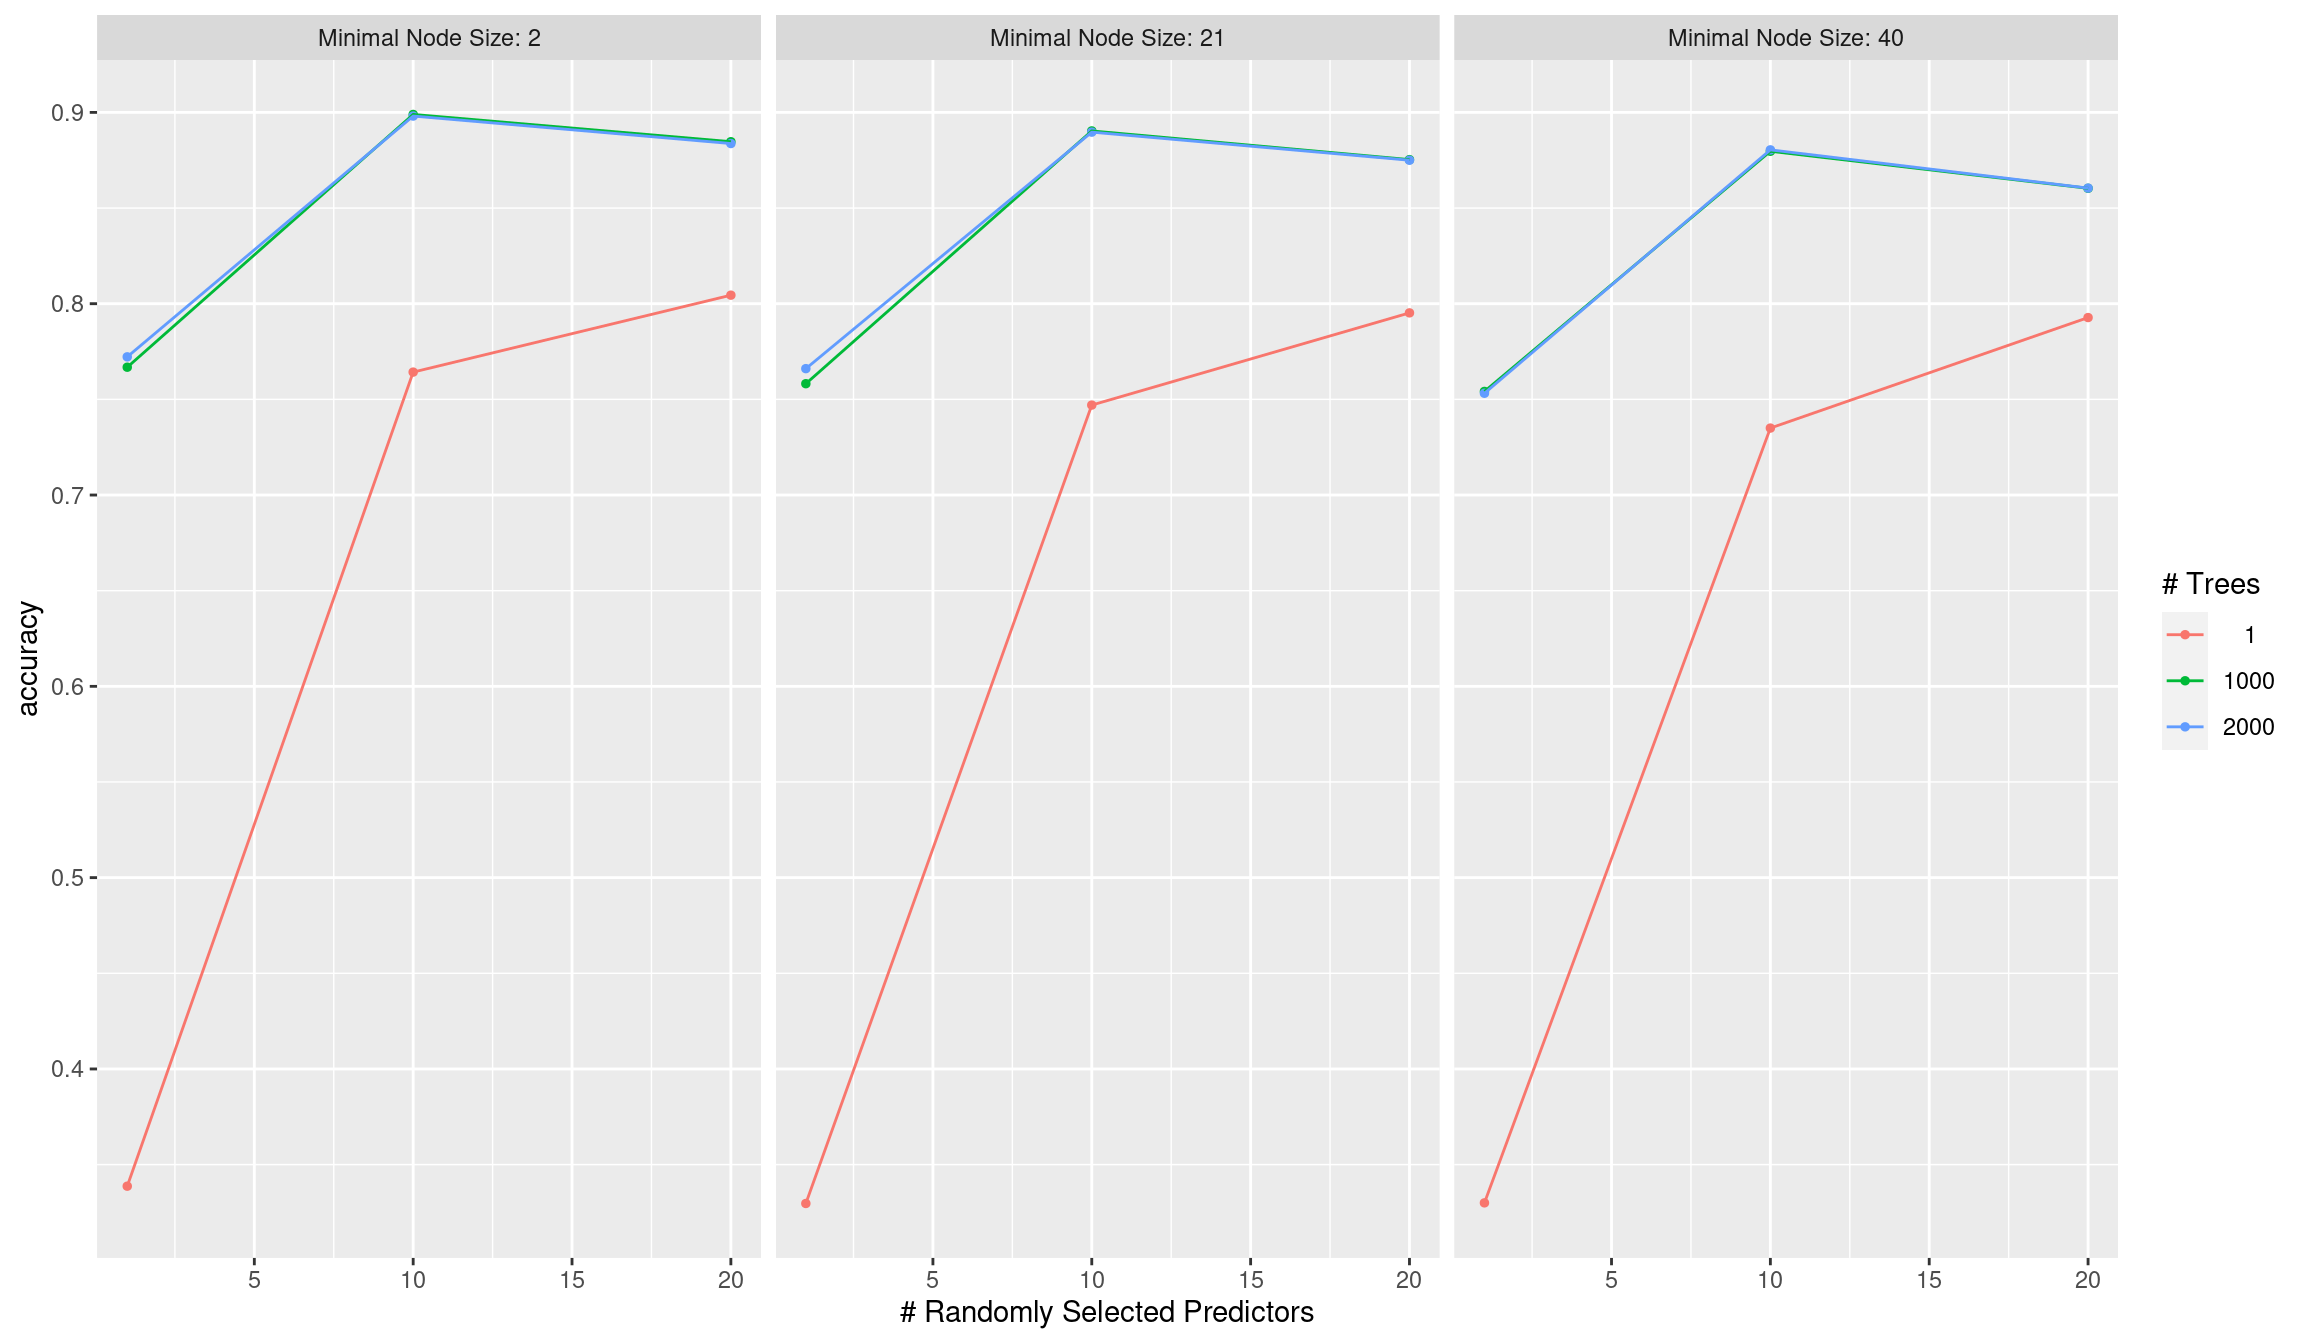 Minimal Node Size: 2
Minimal Node Size: 21
Minimal Node Size: 40
0.9
0.8
0.7
0.6
0.5
0.4
accuracy
5 10 15 20
5 10 15 20
5 10 15 20
# Randomly Selected Predictors
# Trees
1
1000
2000